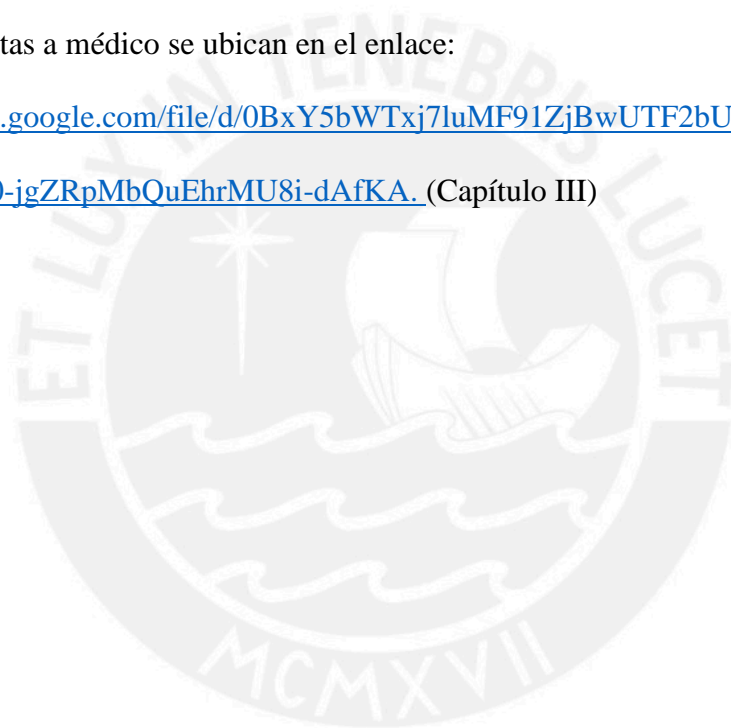 tas a médico se ubican en el enlace:
.google.com/file/d/0BxY5bWTxj7luMF91ZjBwUTF2bU
-jgZRpMbQuEhrMU8i-dAfKA. (Capítulo III)
ET LUX IN TENEBRIS LUCET
MCMXVII